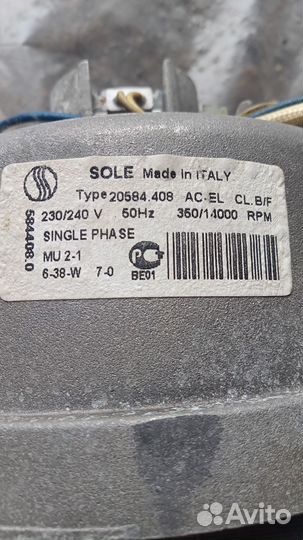 SOLE Made in ITALY
Type 20584.408 AC-EL CL.B/F
230/240 V 50Hz 350/14000 RPM
SINGLE PHASE
MU 2-1
6-38-W 7-0
BE01
584408.0
Avito